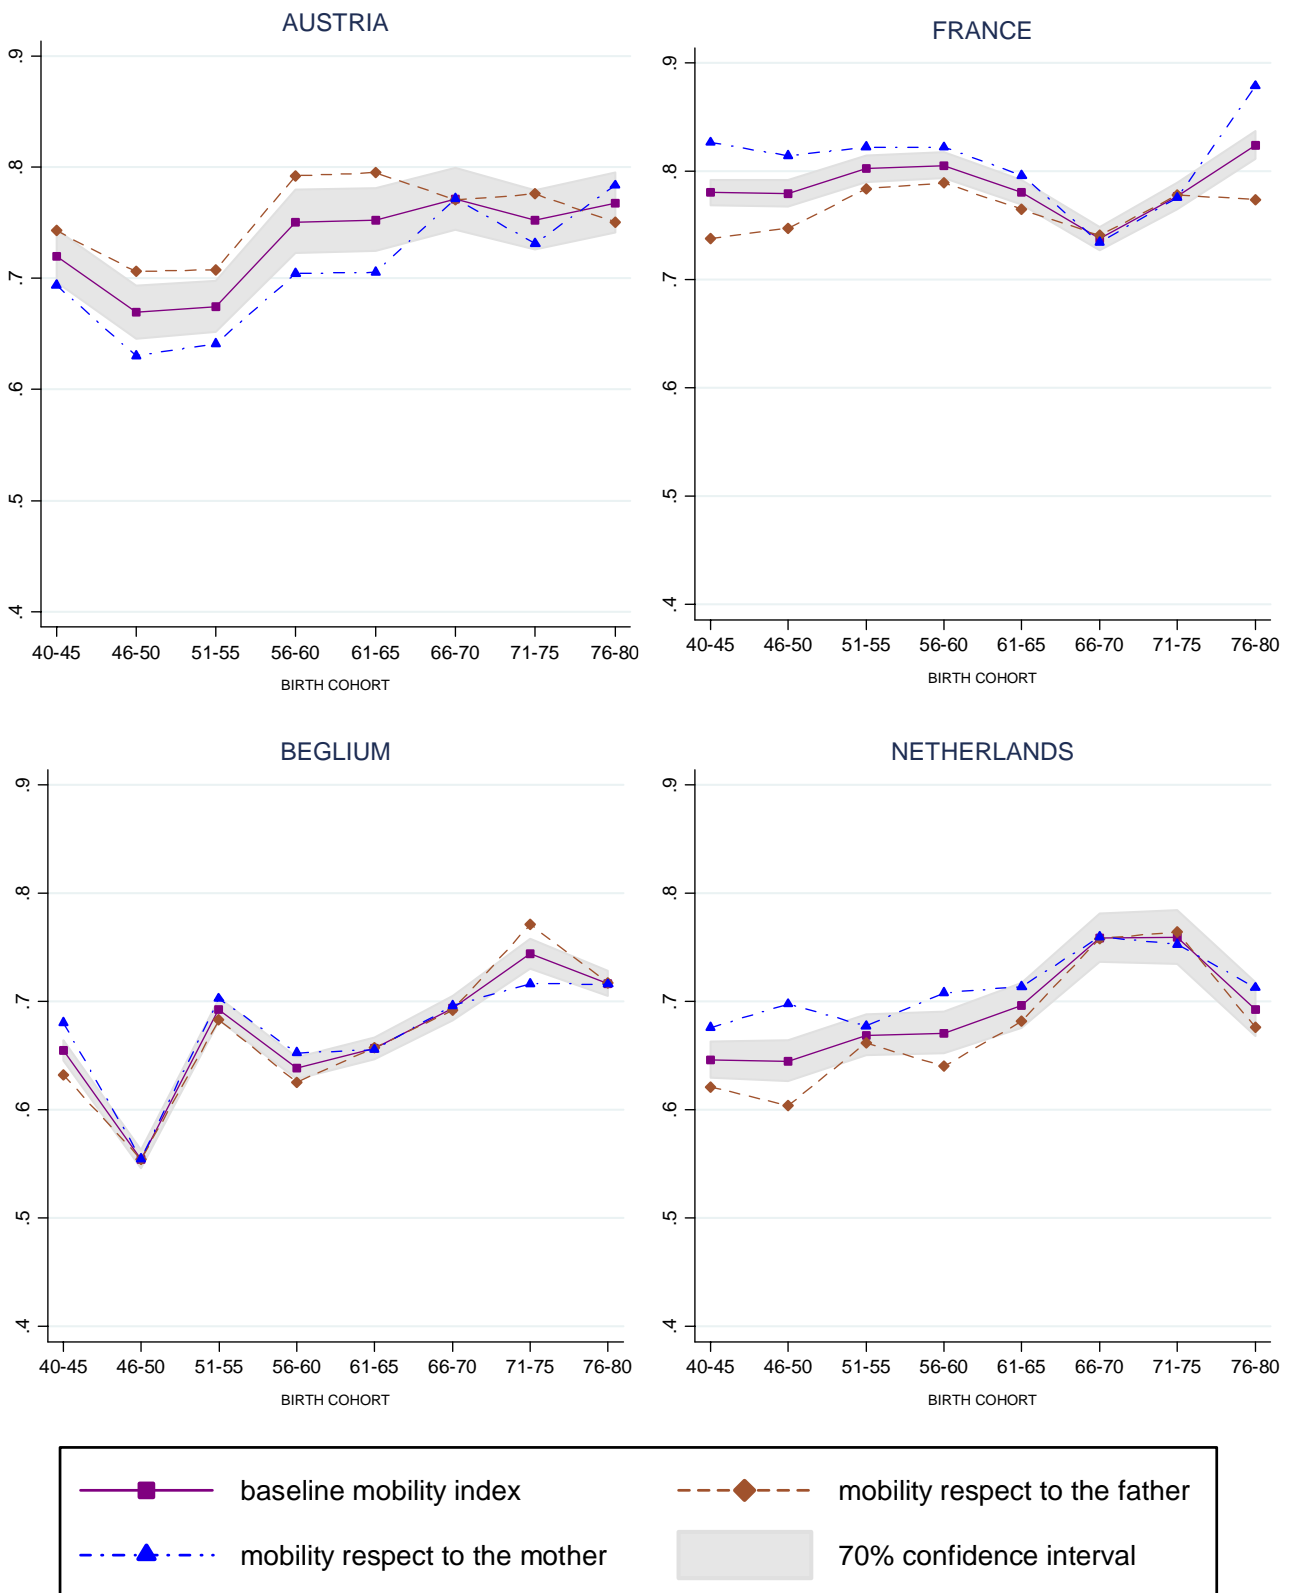 AUSTRIA
.9
.8
.7
.6
.5
.4
40-45 46-50 51-55 56-60 61-65 66-70 71-75 76-80
BIRTH COHORT
FRANCE
.9
.8
.7
.6
.5
.4
40-45 46-50 51-55 56-60 61-65 66-70 71-75 76-80
BIRTH COHORT
BEGLIUM
.9
.8
.7
.6
.5
.4
40-45 46-50 51-55 56-60 61-65 66-70 71-75 76-80
BIRTH COHORT
NETHERLANDS
.9
.8
.7
.6
.5
.4
40-45 46-50 51-55 56-60 61-65 66-70 71-75 76-80
BIRTH COHORT
baseline mobility index
mobility respect to the father
mobility respect to the mother
70% confidence interval